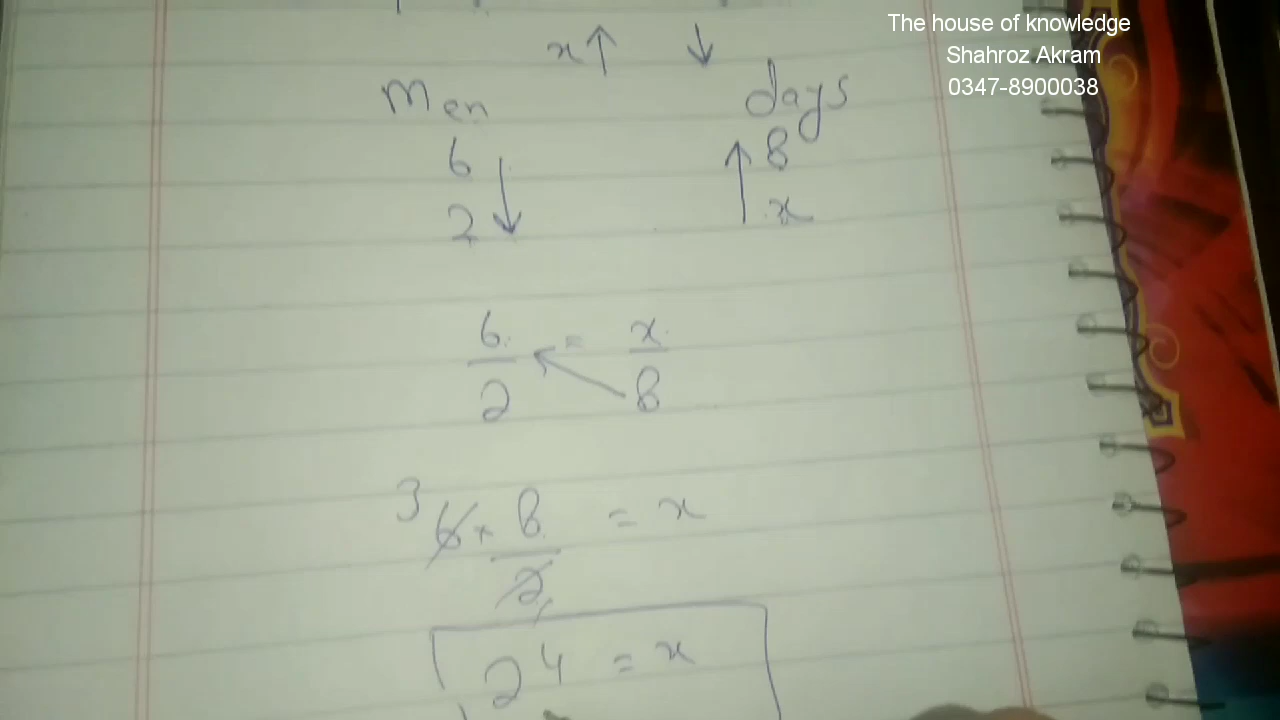 The house of knowledge
Shahroz Akram
0347-8900038
x↑ ↓
Men days
6 ↓ ↑ 8
2 x
6/2 = x/8
3 6 × 8 / 2 = x
24 = x